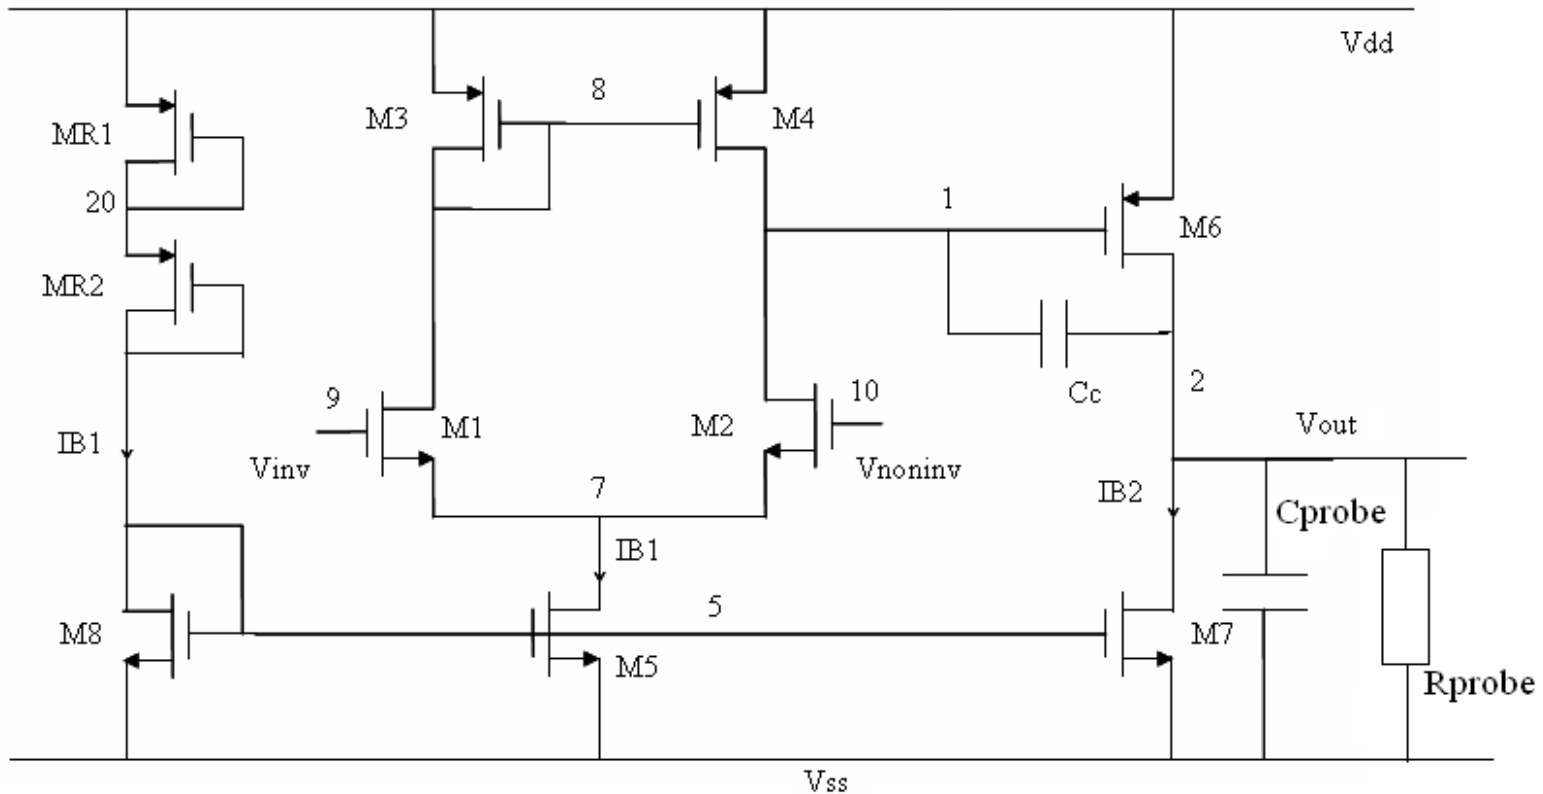 Vdd
8
M3
M4
MR1
20
1
M6
MR2
2
9
10
Cc
M1
M2
Vout
IB1
Vinv
Vnoninv
7
IB2
Cprobe
IB1
5
M8
M7
M5
Rprobe
Vss